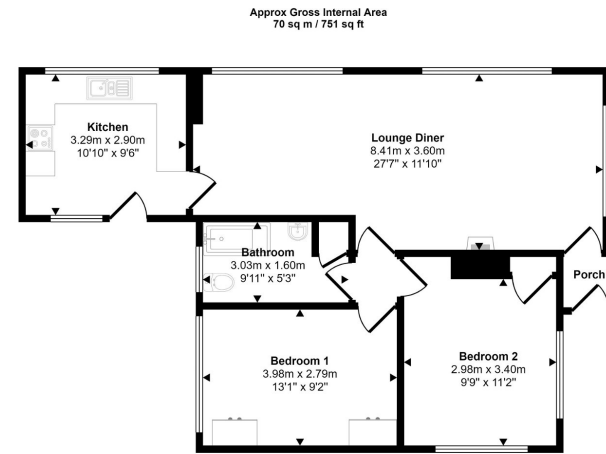 Approx Gross Internal Area
70 sq m / 751 sq ft
Kitchen
3.29m x 2.90m
10'10" x 9'6"
Lounge Diner
8.41m x 3.60m
27'7" x 11'10"
Bathroom
3.03m x 1.60m
9'11" x 5'3"
Porch
Bedroom 1
3.98m x 2.79m
13'1" x 9'2"
Bedroom 2
2.98m x 3.40m
9'9" x 11'2"